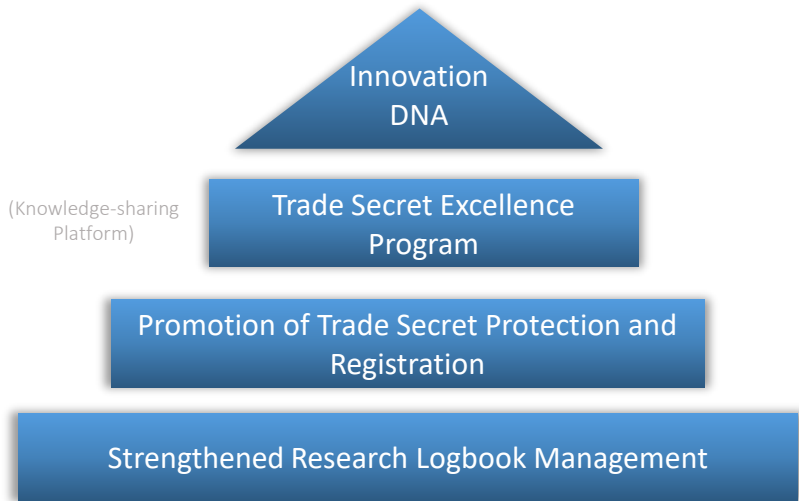 Innovation
DNA
(Knowledge-sharing
Platform)
Trade Secret Excellence
Program
Promotion of Trade Secret Protection and
Registration
Strengthened Research Logbook Management